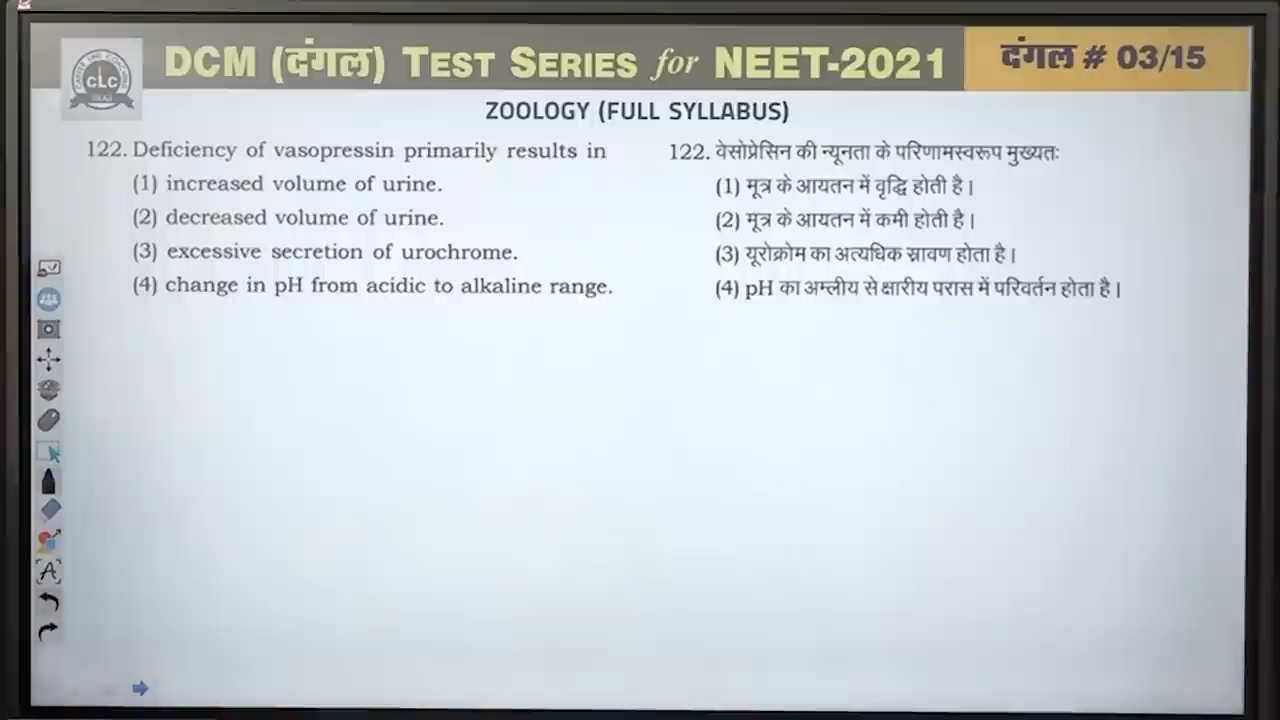 DCM (दंगल) TEST SERIES for NEET-2021
दंगल # 03/15
CLC
ZOOLOGY (FULL SYLLABUS)
122. Deficiency of vasopressin primarily results in
(1) increased volume of urine.
(2) decreased volume of urine.
(3) excessive secretion of urochrome.
(4) change in pH from acidic to alkaline range.
122. वेसोप्रेसिन की न्यूनता के परिणामस्वरूप मुख्यतः
(1) मूत्र के आयतन में वृद्धि होती है।
(2) मूत्र के आयतन में कमी होती है।
(3) यूरोक्रोम का अत्यधिक स्रावण होता है।
(4) pH का अम्लीय से क्षारीय परास में परिवर्तन होता है।
A